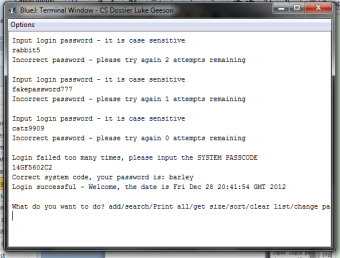 BlueJ: Terminal Window - CS Dossier Luke Geeson
Options
Input login password - it is case sensitive
rabbit5
Incorrect password - please try again 2 attempts remaining
Input login password - it is case sensitive
fakepassword777
Incorrect password - please try again 1 attempts remaining
Input login password - it is case sensitive
catz9909
Incorrect password - please try again 0 attempts remaining
Login failed too many times, please input the SYSTEM PASSCODE
14GF5602C2
Correct system code, your password is: barley
Login successful - Welcome, the date is Fri Dec 28 20:41:54 GMT 2012
What do you want to do? add/search/Print all/get size/sort/clear list/change pa